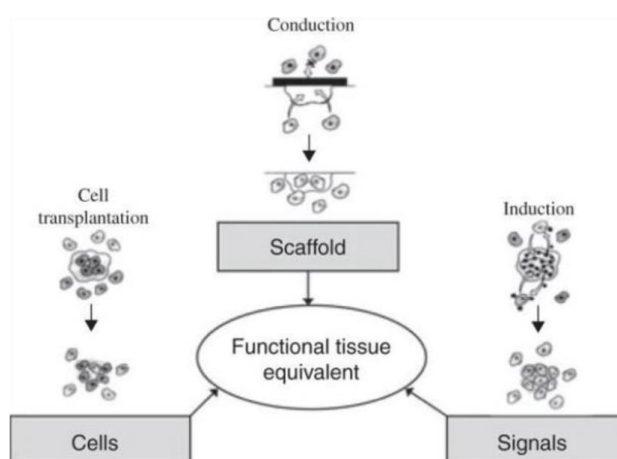 Conduction
Cell
transplantation
Induction
Scaffold
Functional tissue
equivalent
Cells
Signals